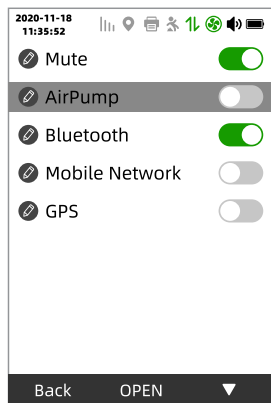 2020-11-18
11:35:52
Mute
AirPump
Bluetooth
Mobile Network
GPS
Back OPEN